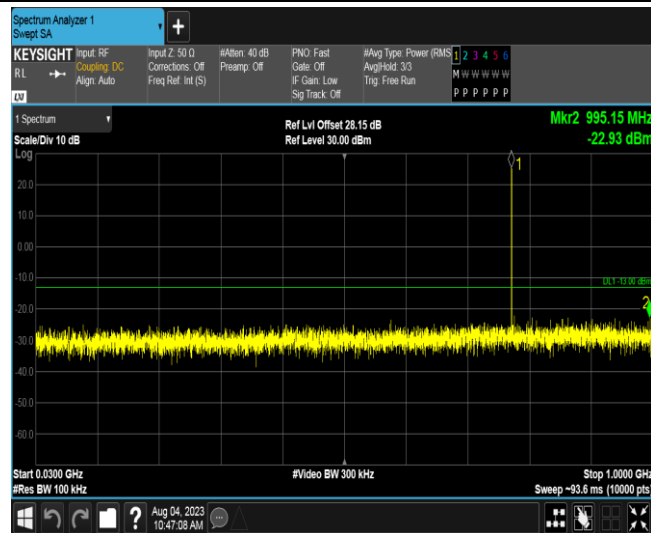 Spectrum Analyzer 1
Swept SA
+
KEYSIGHT
RL
LXI
Input: RF
Coupling: DC
Align: Auto
Input Z: 50 Ω
Corrections: Off
Freq Ref: Int (S)
#Atten: 40 dB
Preamp: Off
PNO: Fast
Gate: Off
IF Gain: Low
Sig Track: Off
#Avg Type: Power (RMS
Avg|Hold: 3/3
Trig: Free Run
1 2 3 4 5 6
M W W W W W
P P P P P P
1 Spectrum
Scale/Div 10 dB
Log
Ref Lvl Offset 28.15 dB
Ref Level 30.00 dBm
Mkr2 995.15 MHz
-22.93 dBm
1
20.0
10.0
0.00
-10.0
DL1 -13.00 dBm
2
-20.0
-30.0
-40.0
-50.0
-60.0
Start 0.0300 GHz
#Res BW 100 kHz
#Video BW 300 kHz
Stop 1.0000 GHz
Sweep ~93.6 ms (10000 pts)
?
Aug 04, 2023
10:47:08 AM